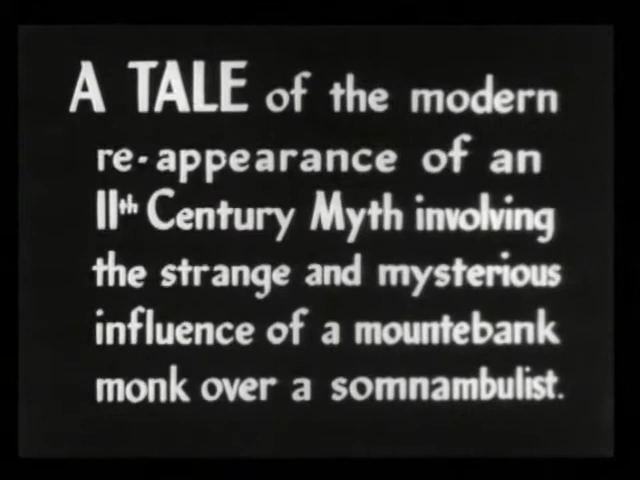 A TALE of the modern
re-appearance of an
11th Century Myth involving
the strange and mysterious
influence of a mountebank
monk over a somnambulist.